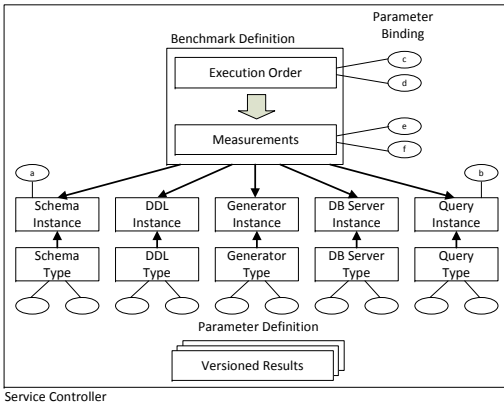 Parameter
Binding
Benchmark Definition
Execution Order
c
d
Measurements
e
f
a
b
Schema
Instance
DDL
Instance
Generator
Instance
DB Server
Instance
Query
Instance
Schema
Type
DDL
Type
Generator
Type
DB Server
Type
Query
Type
Parameter Definition
Versioned Results
Service Controller